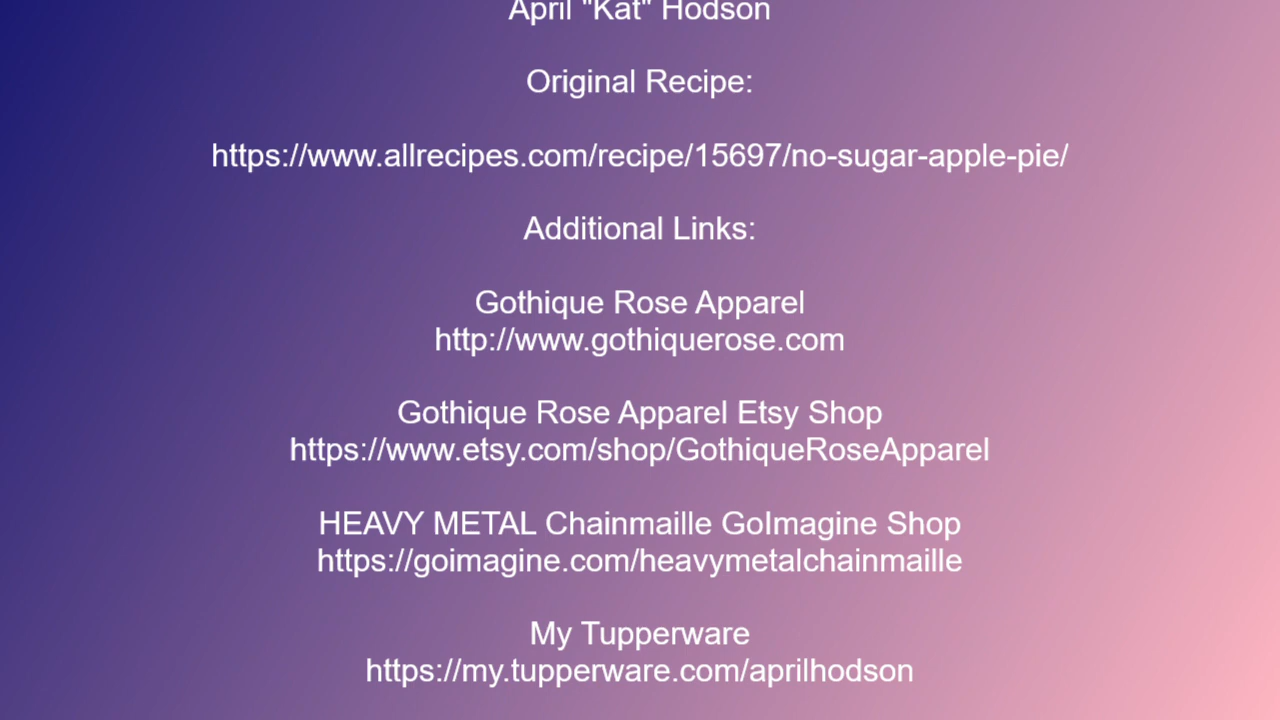 April "Kat" Hodson
Original Recipe:
https://www.allrecipes.com/recipe/15697/no-sugar-apple-pie/
Additional Links:
Gothique Rose Apparel
http://www.gothiquerose.com
Gothique Rose Apparel Etsy Shop
https://www.etsy.com/shop/GothiqueRoseApparel
HEAVY METAL Chainmaille GoImagine Shop
https://goimagine.com/heavymetalchainmaille
My Tupperware
https://my.tupperware.com/aprilhodson